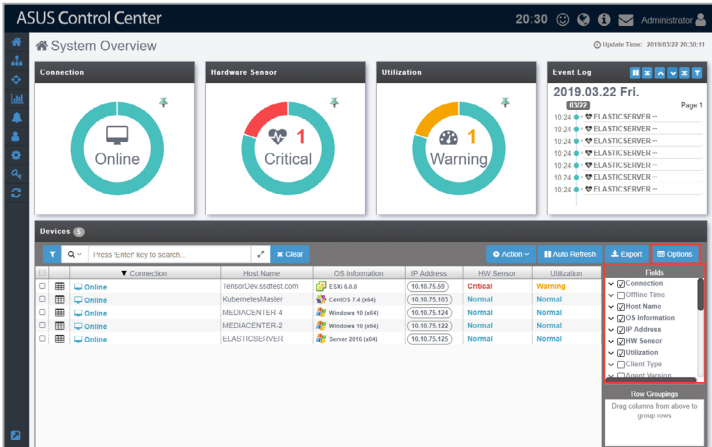 ASUS Control Center
20:30
Administrator
System Overview
Update Time: 2019/03/22 20:30:11
Connection
Online
Hardware Sensor
1
Critical
Utilization
1
Warning
Event Log
2019.03.22 Fri.
03/22
Page 1
10:24 ELASTICSERVER --
10:24 ELASTICSERVER --
10:24 ELASTICSERVER --
10:24 ELASTICSERVER --
10:24 ELASTICSERVER --
10:24 ELASTICSERVER --
Devices 5
Press 'Enter' key to search...
Clear
Action
Auto Refresh
Export
Options
Connection Host Name OS Information IP Address HW Sensor Utilization
Online TensorDev.ssdtest.com ESXi 6.0.0 10.10.75.59 Critical Warning
Online KubernetesMaster CentOS 7.4 (x64) 10.10.75.105 Normal Normal
Online MEDIACENTER-4 Windows 10 (x64) 10.10.75.124 Normal Normal
Online MEDIACENTER-2 Windows 10 (x64) 10.10.75.122 Normal Normal
Online ELASTICSERVER Server 2016 (x64) 10.10.75.125 Normal Normal
Fields
Connection
Offline Time
Host Name
OS Information
IP Address
HW Sensor
Utilization
Client Type
Agent Version
Row Groupings
Drag columns from above to
group rows